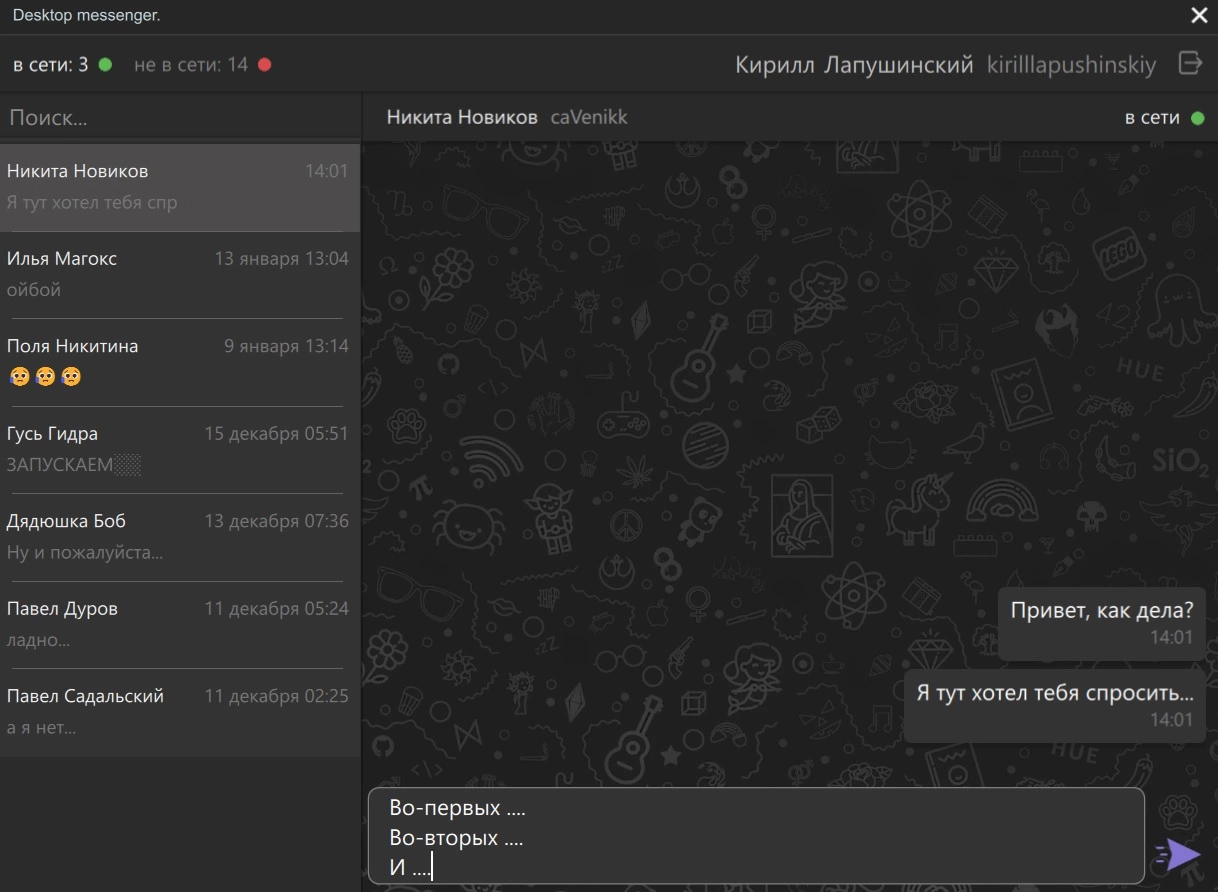 Desktop messenger.
в сети: 3 не в сети: 14
Кирилл Лапушинский kirilllapushinskiy
Поиск...
Никита Новиков caVenikk
в сети
Никита Новиков 14:01
Я тут хотел тебя спр
Илья Магокс 13 января 13:04
ойбой
Поля Никитина 9 января 13:14
🥹🥹🥹
Гусь Гидра 15 декабря 05:51
ЗАПУСКАЕМ░░
Дядюшка Боб 13 декабря 07:36
Ну и пожалуйста...
Павел Дуров 11 декабря 05:24
ладно...
Павел Садальский 11 декабря 02:25
а я нет...
LEGO
42
HUE
SiO₂
Привет, как дела?
14:01
Я тут хотел тебя спросить...
14:01
HUE
Во-первых ....
Во-вторых ....
И ....